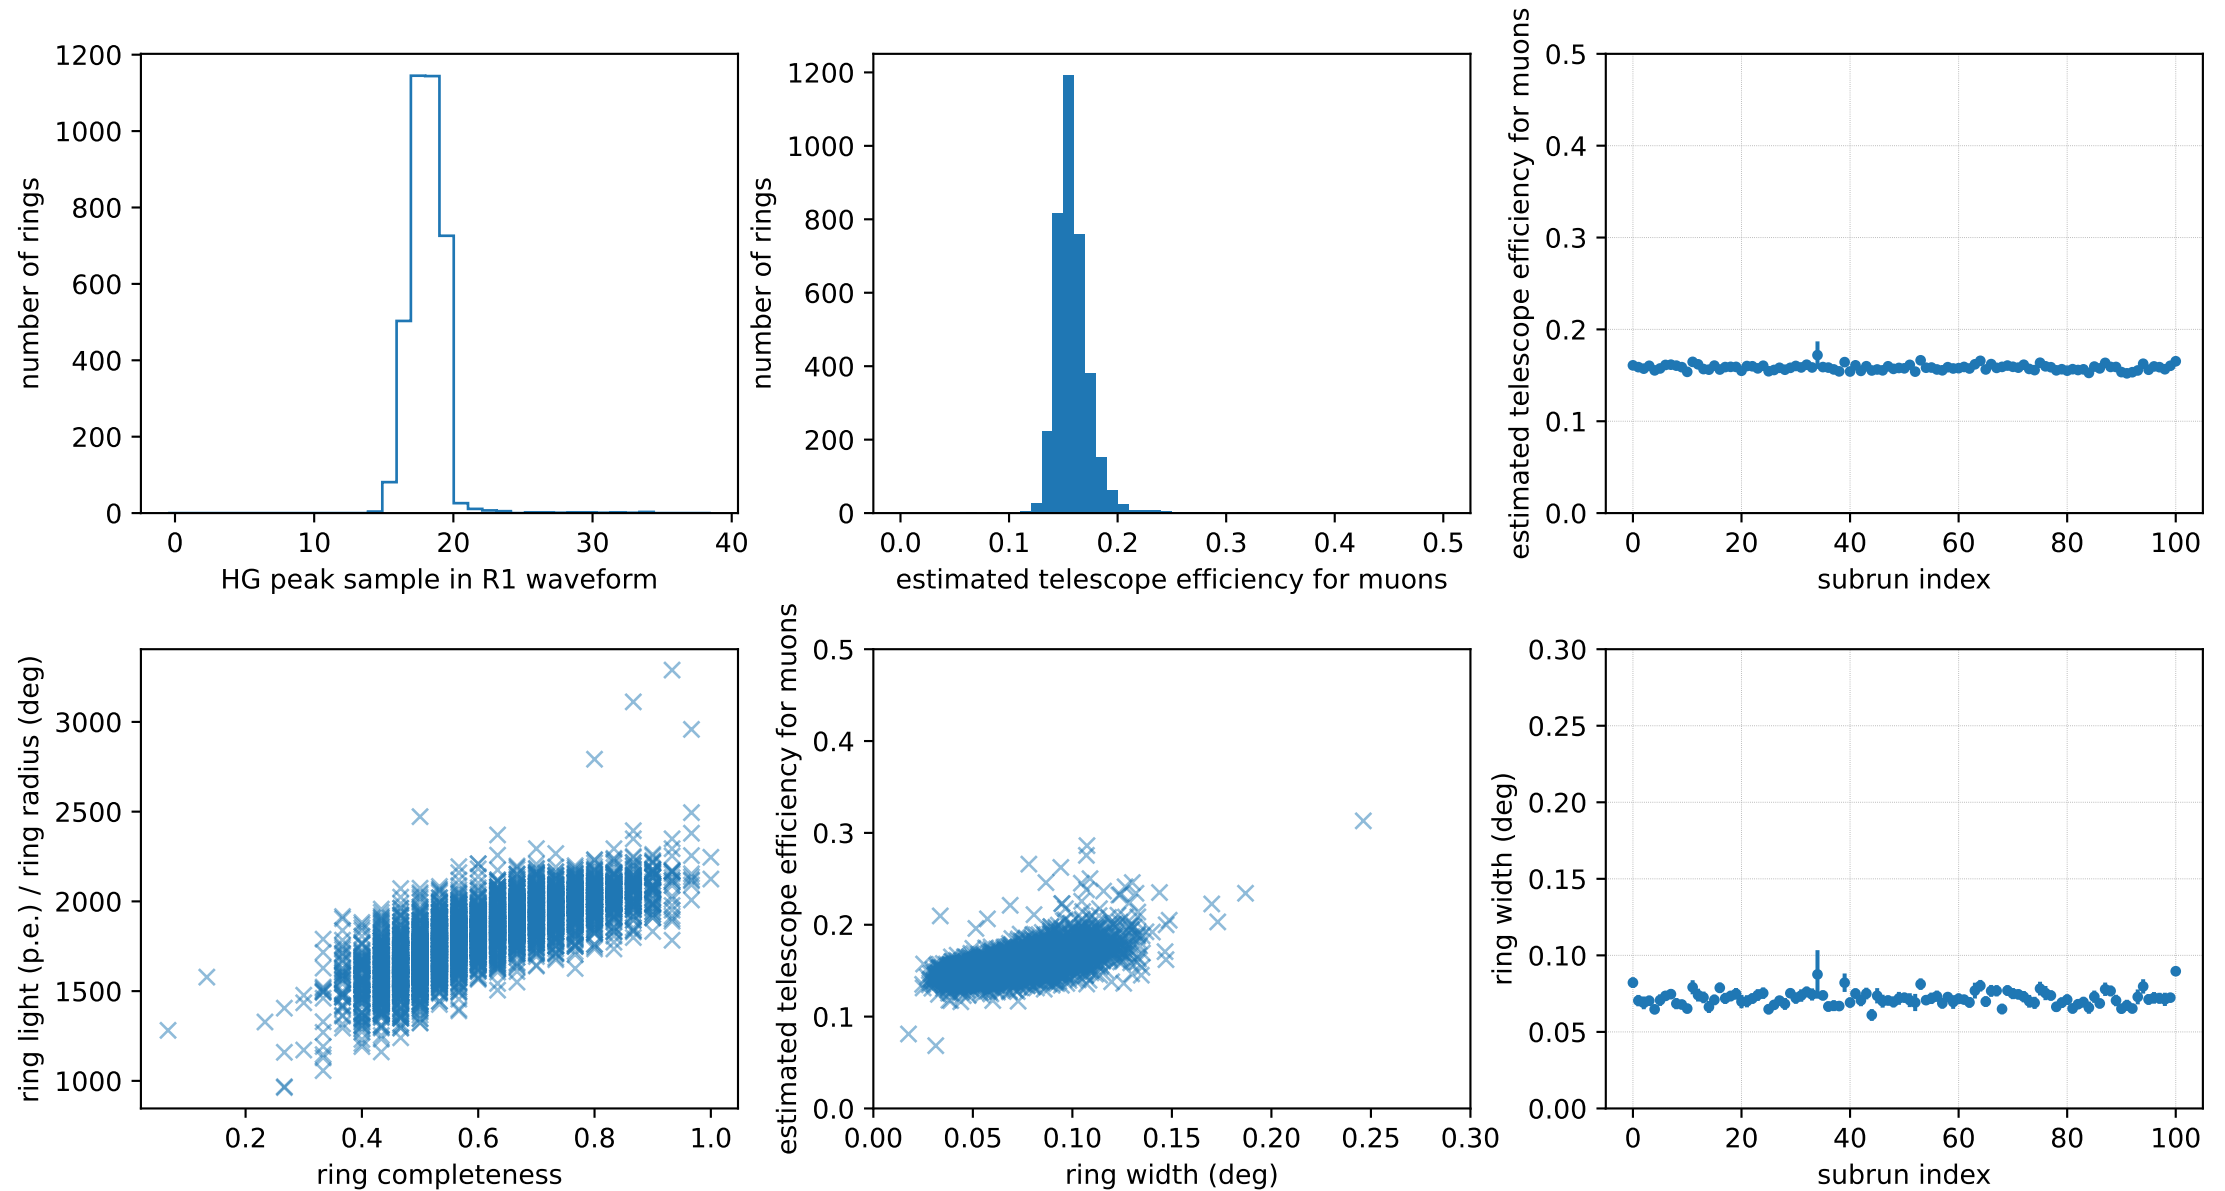 1200
1000
800
600
400
200
0
number of rings
0 10 20 30 40
HG peak sample in R1 waveform
1200
1000
800
600
400
200
0
number of rings
0.0 0.1 0.2 0.3 0.4 0.5
estimated telescope efficiency for muons
0.5
0.4
0.3
0.2
0.1
0.0
estimated telescope efficiency for muons
0 20 40 60 80 100
subrun index
3000
2500
2000
1500
1000
ring light (p.e.) / ring radius (deg)
0.2 0.4 0.6 0.8 1.0
ring completeness
0.5
0.4
0.3
0.2
0.1
0.0
estimated telescope efficiency for muons
0.00 0.05 0.10 0.15 0.20 0.25 0.30
ring width (deg)
0.30
0.25
0.20
0.15
0.10
0.05
0.00
ring width (deg)
0 20 40 60 80 100
subrun index